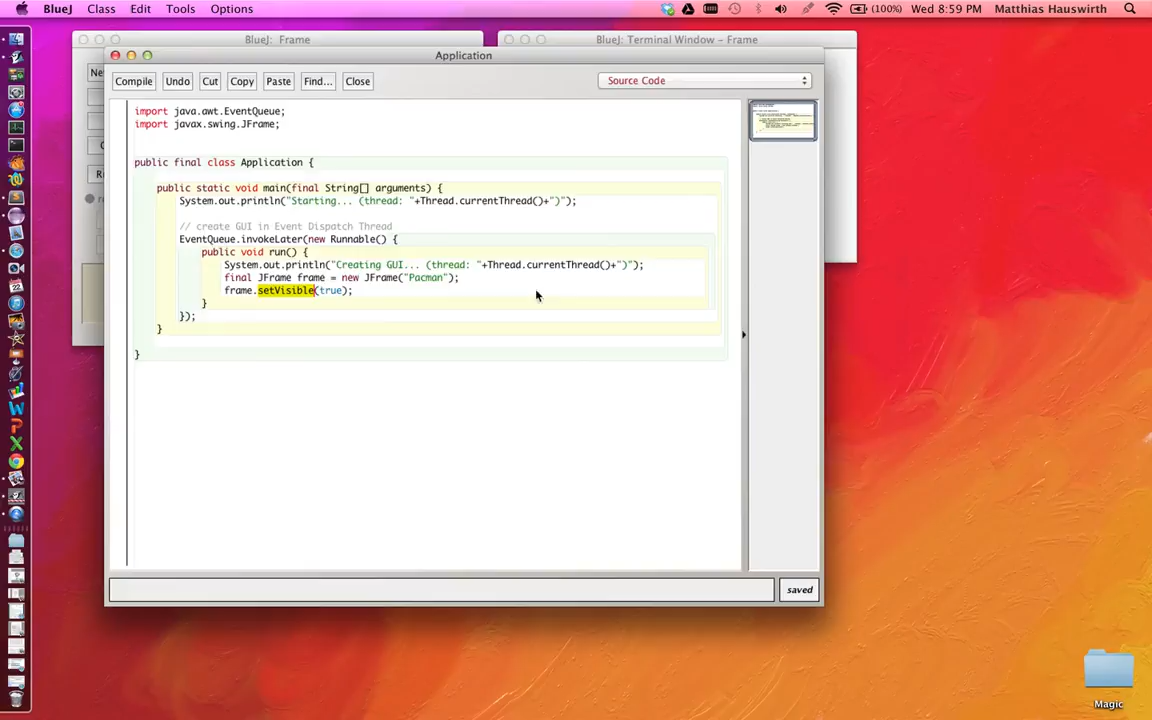 BlueJ Class Edit Tools Options (100%) Wed 8:59 PM Matthias Hauswirth
BlueJ: Frame
BlueJ: Terminal Window – Frame
Application
Compile Undo Cut Copy Paste Find... Close Source Code
import java.awt.EventQueue;
import javax.swing.JFrame;
public final class Application {
public static void main(final String[] arguments) {
System.out.println("Starting... (thread: "+Thread.currentThread()+")");
// create GUI in Event Dispatch Thread
EventQueue.invokeLater(new Runnable() {
public void run() {
System.out.println("Creating GUI... (thread: "+Thread.currentThread()+")");
final JFrame frame = new JFrame("Pacman");
frame.setVisible(true);
}
});
}
}
saved
Magic